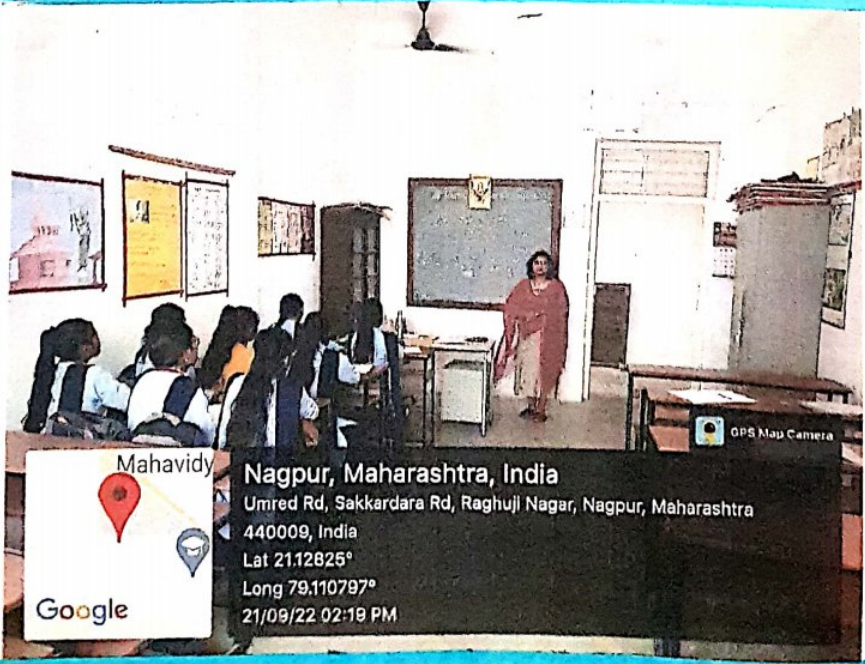 GPS Map Camera
Mahavidy
Google
Nagpur, Maharashtra, India
Umred Rd, Sakkardara Rd, Raghuji Nagar, Nagpur, Maharashtra
440009, India
Lat 21.12825°
Long 79.110797°
21/09/22 02:19 PM